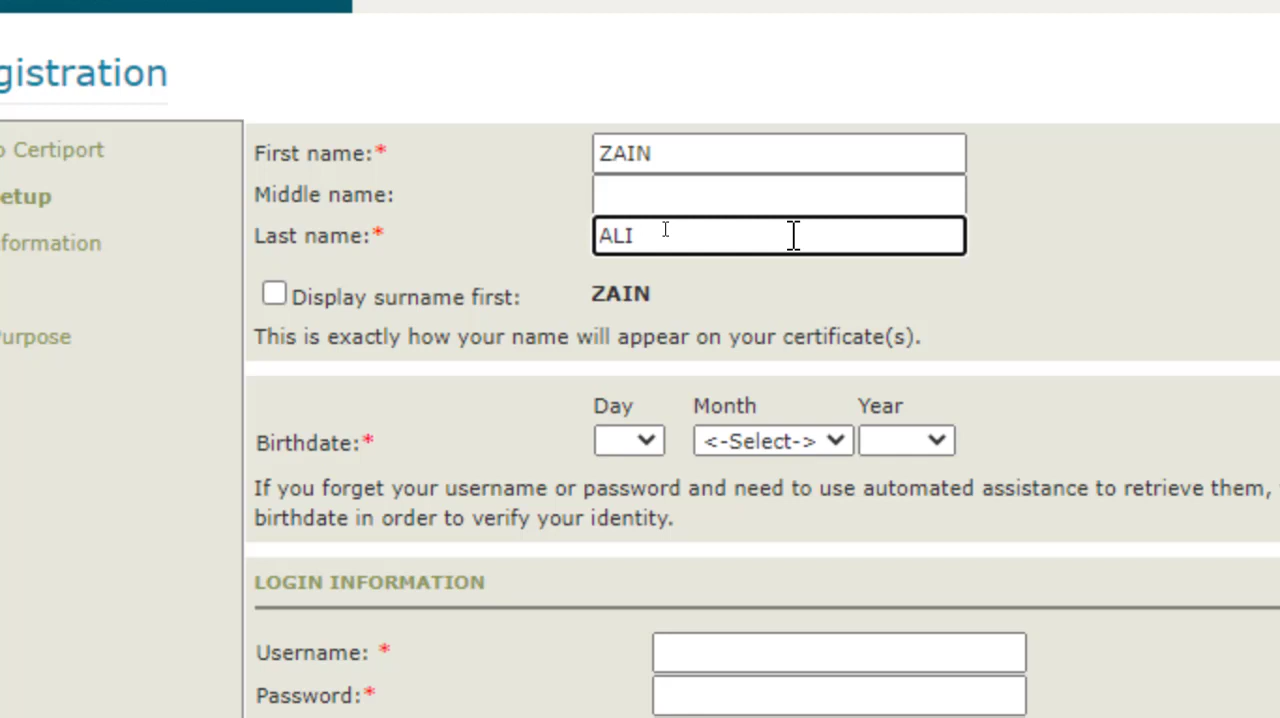 gistration
o Certiport
etup
nformation
Purpose
First name:* ZAIN
Middle name:
Last name:* ALI
Display surname first: ZAIN
This is exactly how your name will appear on your certificate(s).
Day Month Year
Birthdate:* <-Select->
If you forget your username or password and need to use automated assistance to retrieve them,
birthdate in order to verify your identity.
LOGIN INFORMATION
Username: *
Password:*